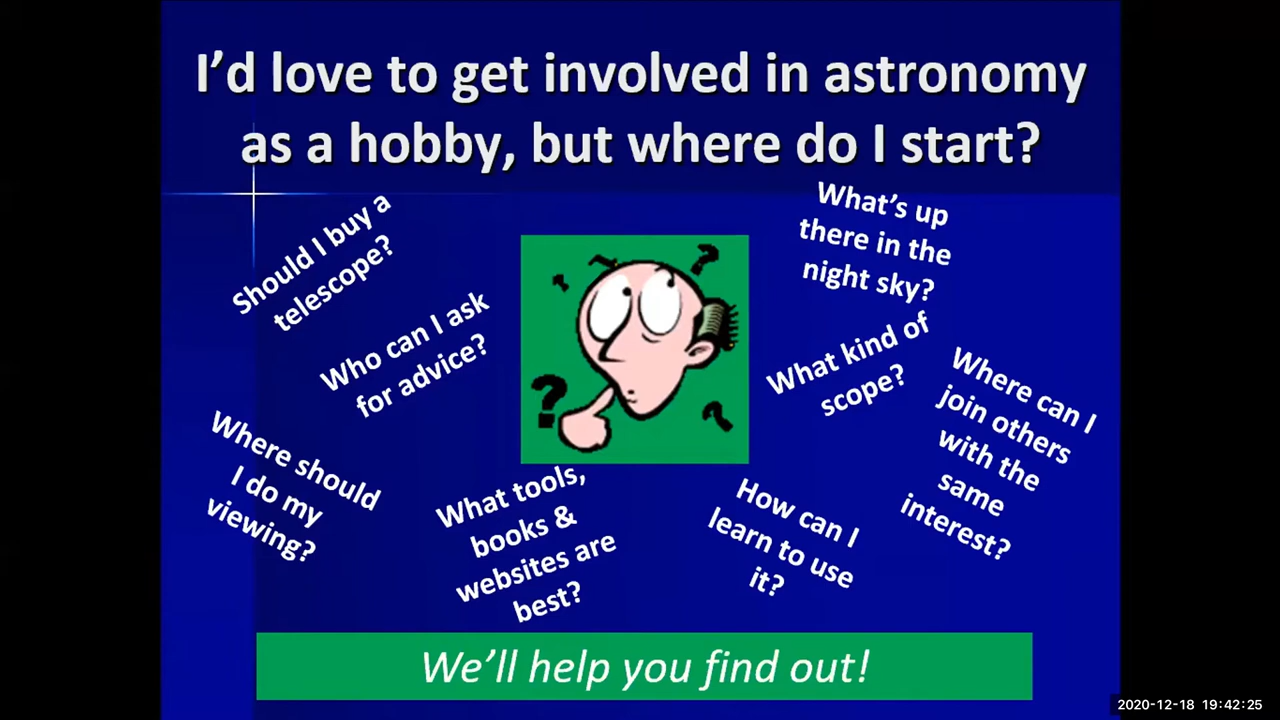 I'd love to get involved in astronomy
as a hobby, but where do I start?
Should I buy a
telescope?
Who can I ask
for advice?
Where should
I do my
viewing?
What tools,
books &
websites are
best?
What's up
there in the
night sky?
What kind of
scope?
Where can I
join others
with the
same
interest?
How can I
learn to use
it?
?
?
?
?
?
We'll help you find out!
2020-12-18 19:42:25